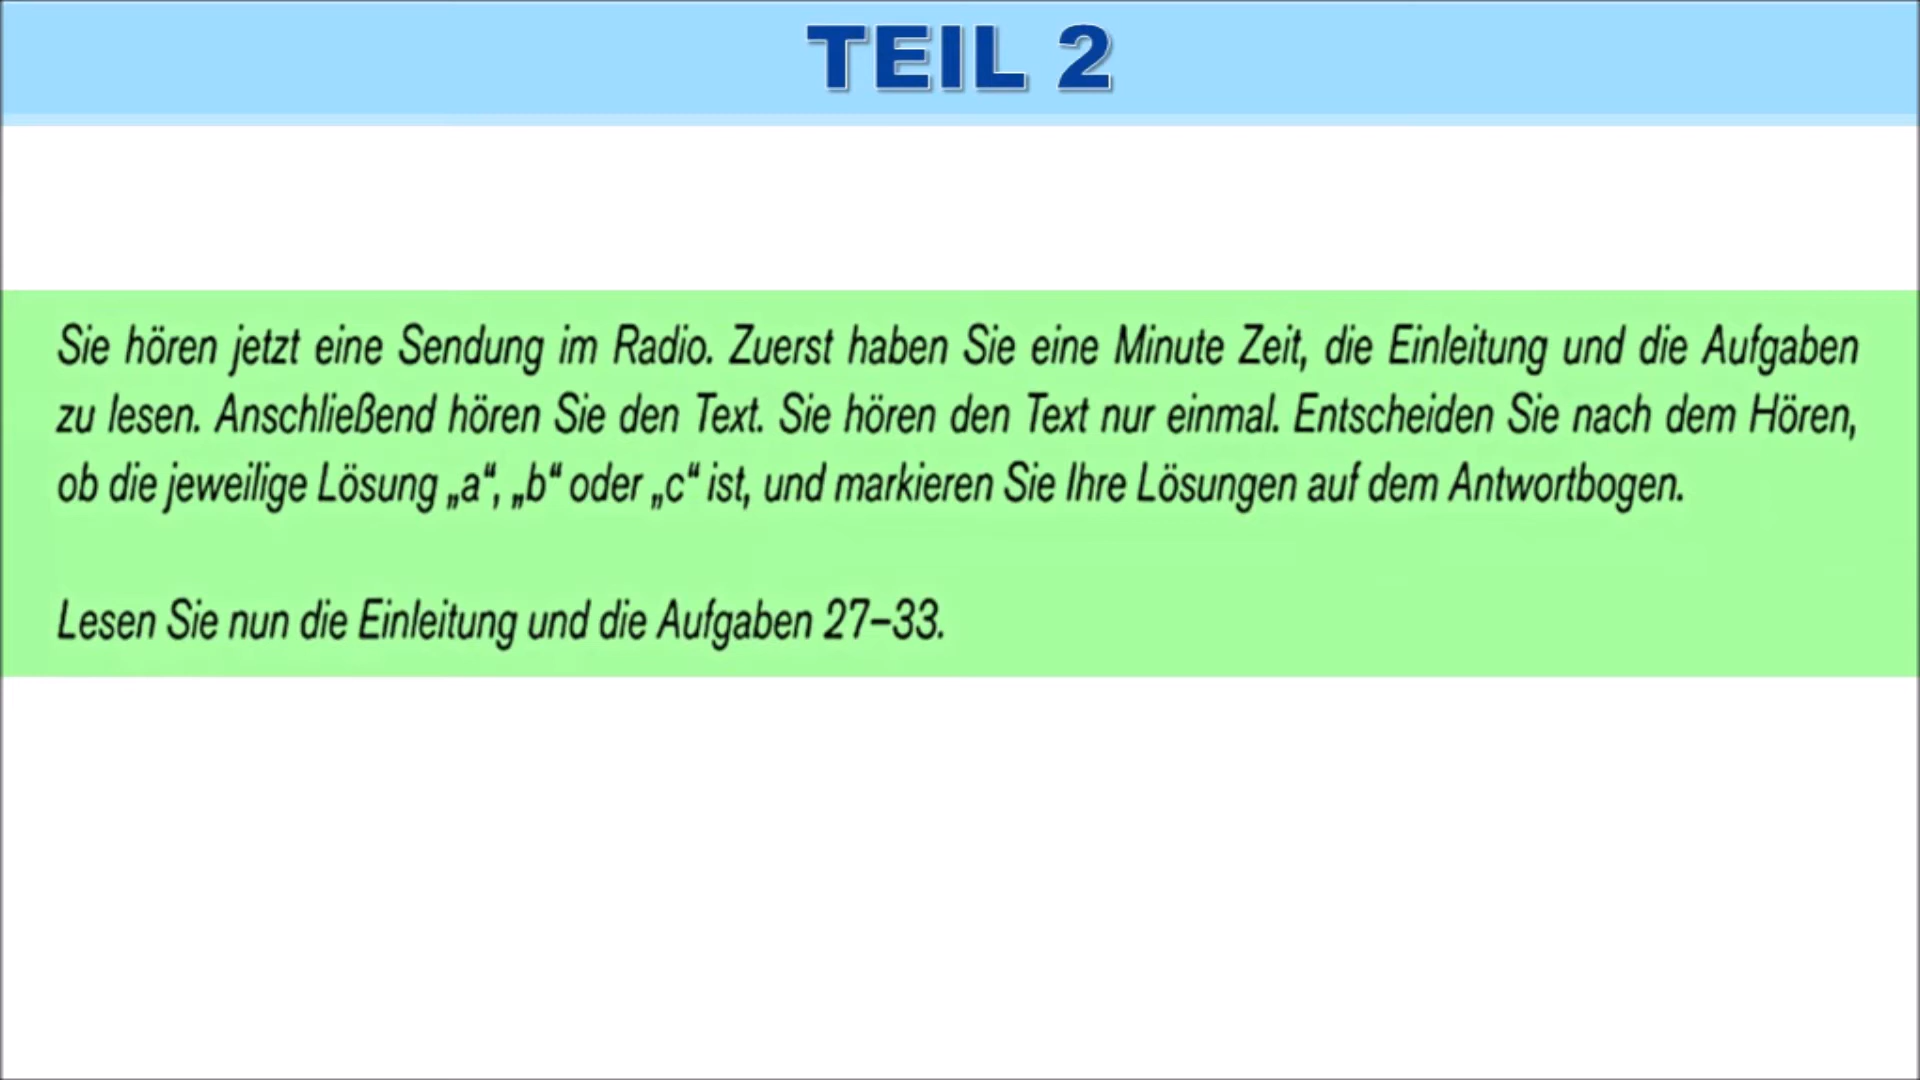 TEIL 2
Sie hören jetzt eine Sendung im Radio. Zuerst haben Sie eine Minute Zeit, die Einleitung und die Aufgaben
zu lesen. Anschließend hören Sie den Text. Sie hören den Text nur einmal. Entscheiden Sie nach dem Hören,
ob die jeweilige Lösung „a“, „b“ oder „c“ ist, und markieren Sie Ihre Lösungen auf dem Antwortbogen.
Lesen Sie nun die Einleitung und die Aufgaben 27–33.